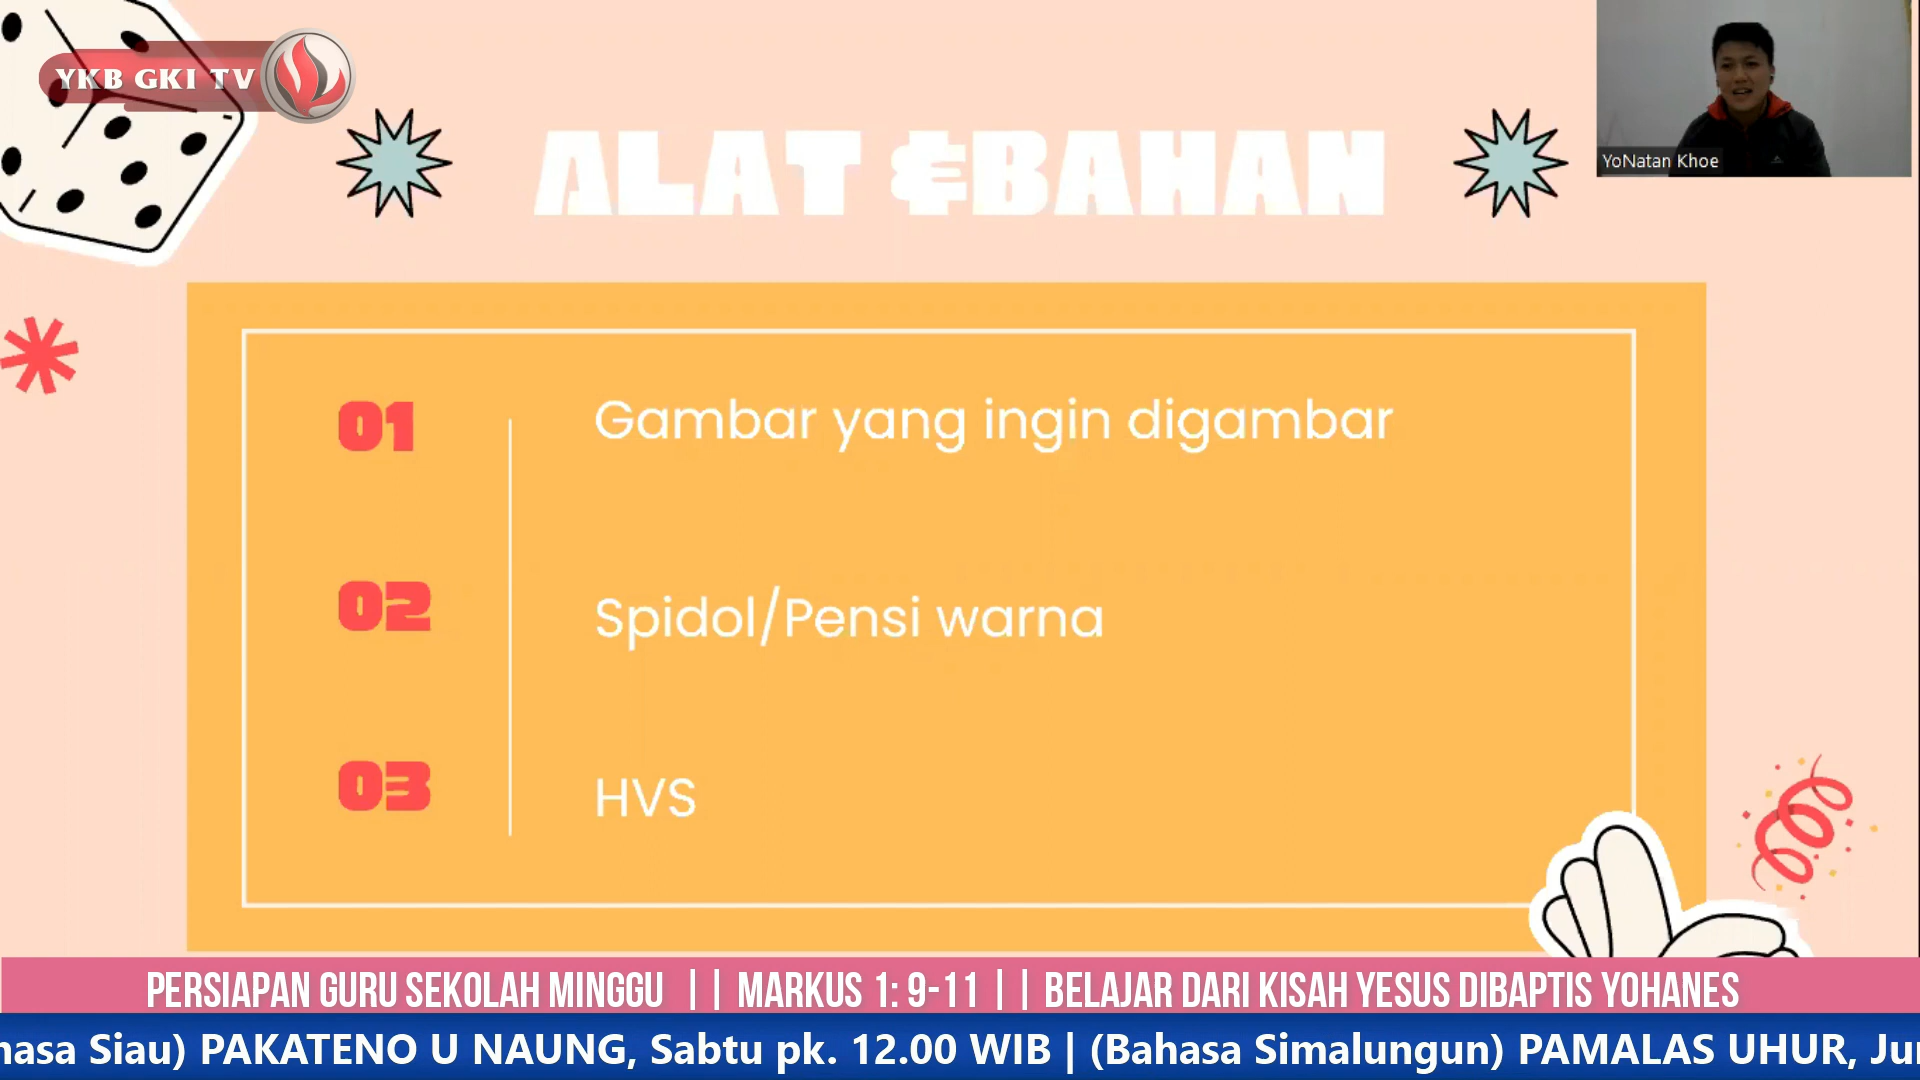 YKB GKI TV
ALAT &BAHAN
YoNatan Khoe
01 Gambar yang ingin digambar
02 Spidol/Pensi warna
03 HVS
PERSIAPAN GURU SEKOLAH MINGGU || MARKUS 1: 9-11 || BELAJAR DARI KISAH YESUS DIBAPTIS YOHANES
Siau) PAKATENO U NAUNG, Sabtu pk. 12.00 WIB | (Bahasa Simalungun) PAMALAS UHUR,